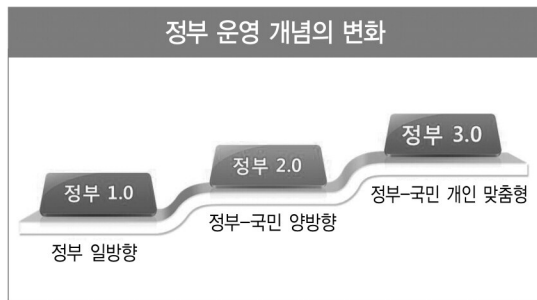 정부 운영 개념의 변화
정부 1.0
정부 일방향
정부 2.0
정부-국민 양방향
정부 3.0
정부-국민 개인 맞춤형